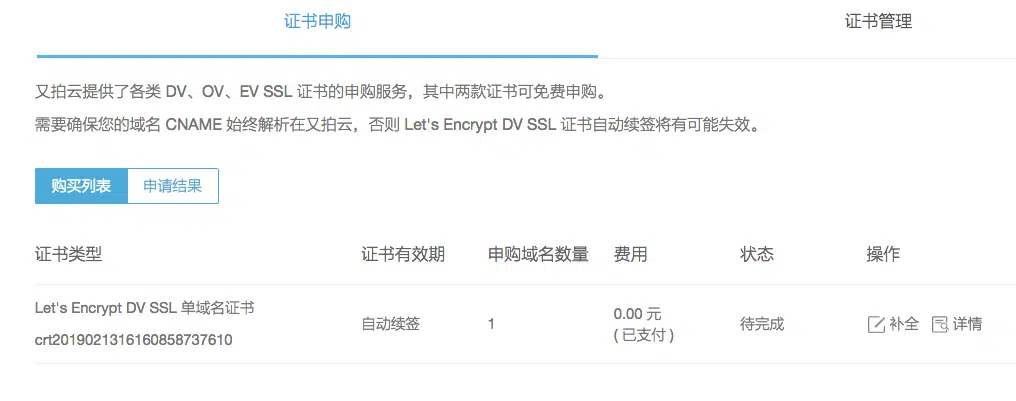 证书申购 证书管理
又拍云提供了各类 DV、OV、EV SSL 证书的申购服务，其中两款证书可免费申购。
需要确保您的域名 CNAME 始终解析在又拍云，否则 Let's Encrypt DV SSL 证书自动续签将有可能失效。
购买列表 申请结果
证书类型 证书有效期 申购域名数量 费用 状态 操作
Let's Encrypt DV SSL 单域名证书
crt2019021316160858737610
自动续签 1 0.00 元 待完成 补全 详情
( 已支付 )